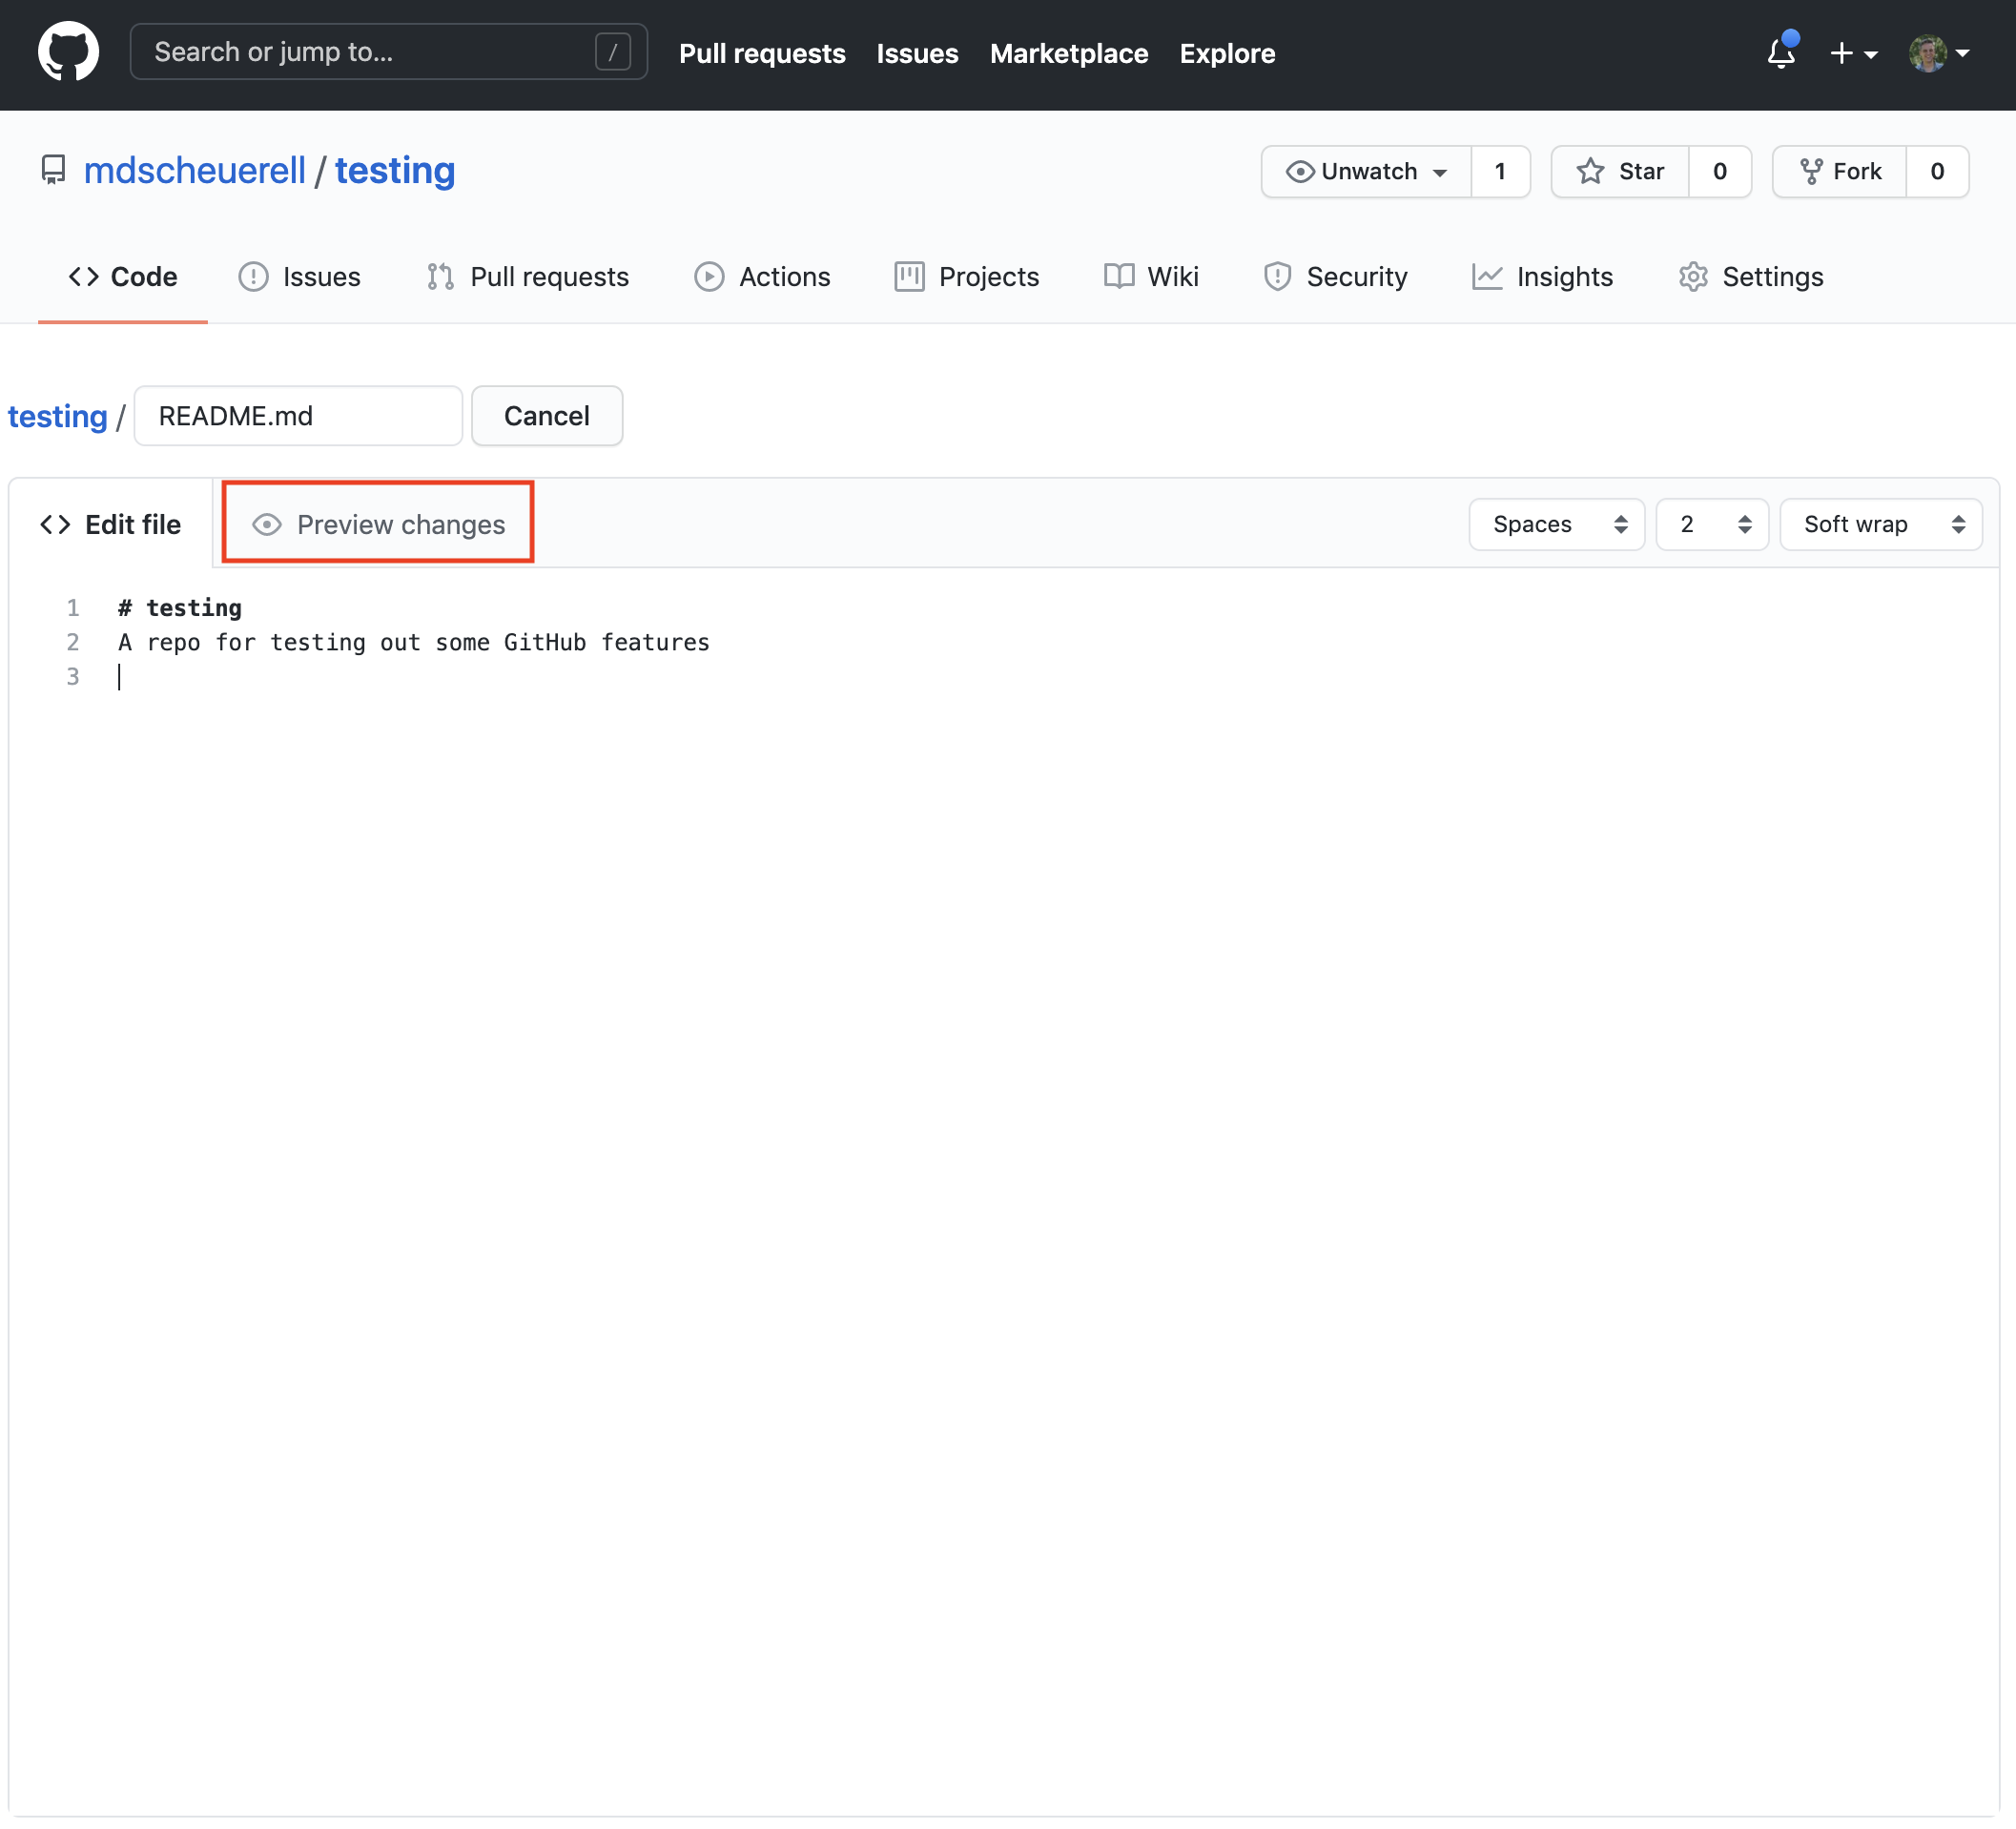 Search or jump to... /
Pull requests Issues Marketplace Explore
mdscheuerell / testing
Unwatch 1 Star 0 Fork 0
Code Issues Pull requests Actions Projects Wiki Security Insights Settings
testing / README.md Cancel
Edit file Preview changes Spaces 2 Soft wrap
1 # testing
2 A repo for testing out some GitHub features
3